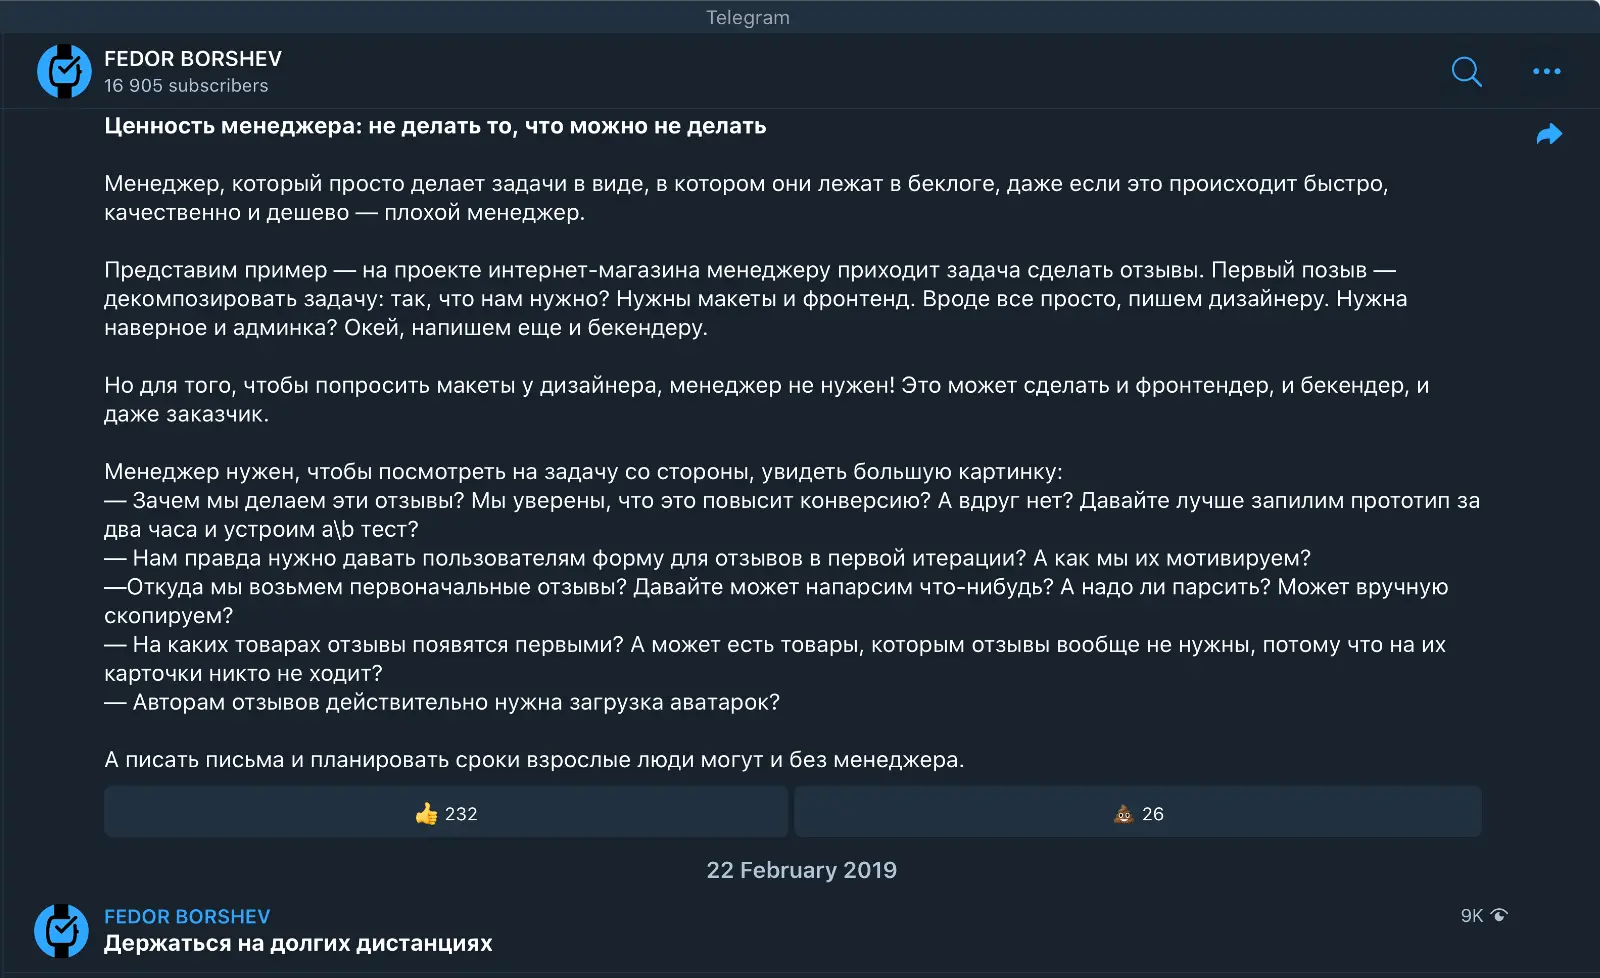 Telegram
FEDOR BORSHEV
16 905 subscribers
Ценность менеджера: не делать то, что можно не делать
Менеджер, который просто делает задачи в виде, в котором они лежат в беклоге, даже если это происходит быстро,
качественно и дешево — плохой менеджер.
Представим пример — на проекте интернет-магазина менеджеру приходит задача сделать отзывы. Первый позыв —
декомпозировать задачу: так, что нам нужно? Нужны макеты и фронтенд. Вроде все просто, пишем дизайнеру. Нужна
наверное и админка? Окей, напишем еще и бекендеру.
Но для того, чтобы попросить макеты у дизайнера, менеджер не нужен! Это может сделать и фронтендер, и бекендер, и
даже заказчик.
Менеджер нужен, чтобы посмотреть на задачу со стороны, увидеть большую картинку:
— Зачем мы делаем эти отзывы? Мы уверены, что это повысит конверсию? А вдруг нет? Давайте лучше запилим прототип за
два часа и устроим a\b тест?
— Нам правда нужно давать пользователям форму для отзывов в первой итерации? А как мы их мотивируем?
—Откуда мы возьмем первоначальные отзывы? Давайте может напарсим что-нибудь? А надо ли парсить? Может вручную
скопируем?
— На каких товарах отзывы появятся первыми? А может есть товары, которым отзывы вообще не нужны, потому что на их
карточки никто не ходит?
— Авторам отзывов действительно нужна загрузка аватарок?
А писать письма и планировать сроки взрослые люди могут и без менеджера.
👍 232
💩 26
22 February 2019
FEDOR BORSHEV
9K
Держаться на долгих дистанциях